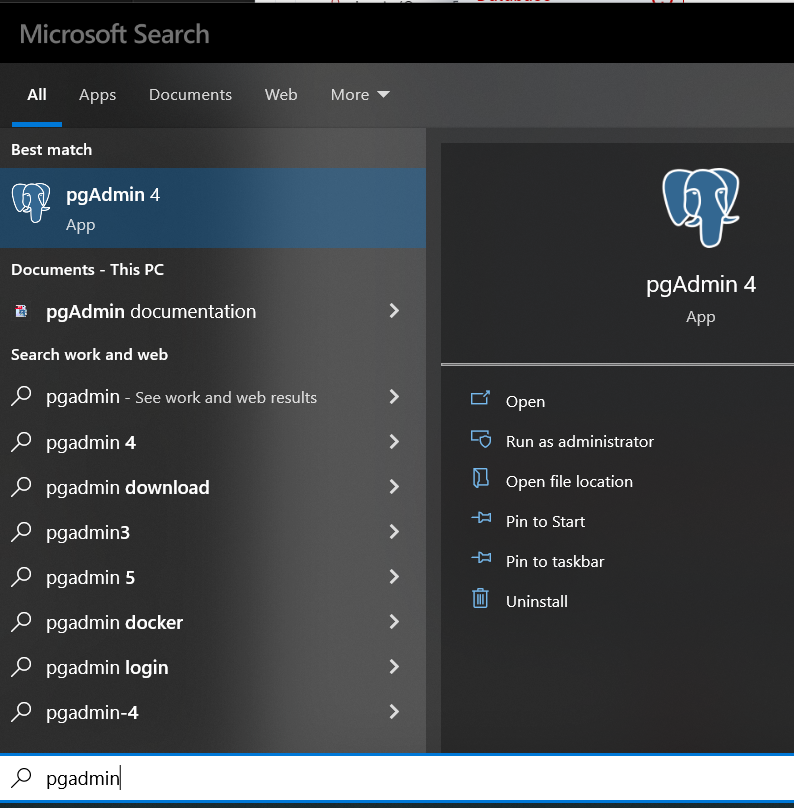 Microsoft Search
All Apps Documents Web More
Best match
pgAdmin 4
App
Documents - This PC
pgAdmin documentation
Search work and web
pgadmin - See work and web results
pgadmin 4
pgadmin download
pgadmin3
pgadmin 5
pgadmin docker
pgadmin login
pgadmin-4
pgAdmin 4
App
Open
Run as administrator
Open file location
Pin to Start
Pin to taskbar
Uninstall
pgadmin